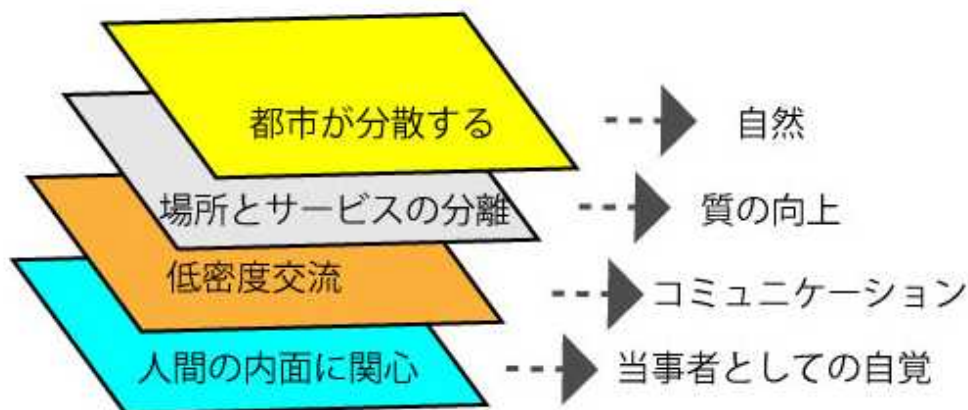 都市が分散する
自然
場所とサービスの分離
質の向上
低密度交流
コミュニケーション
人間の内面に関心
当事者としての自覚